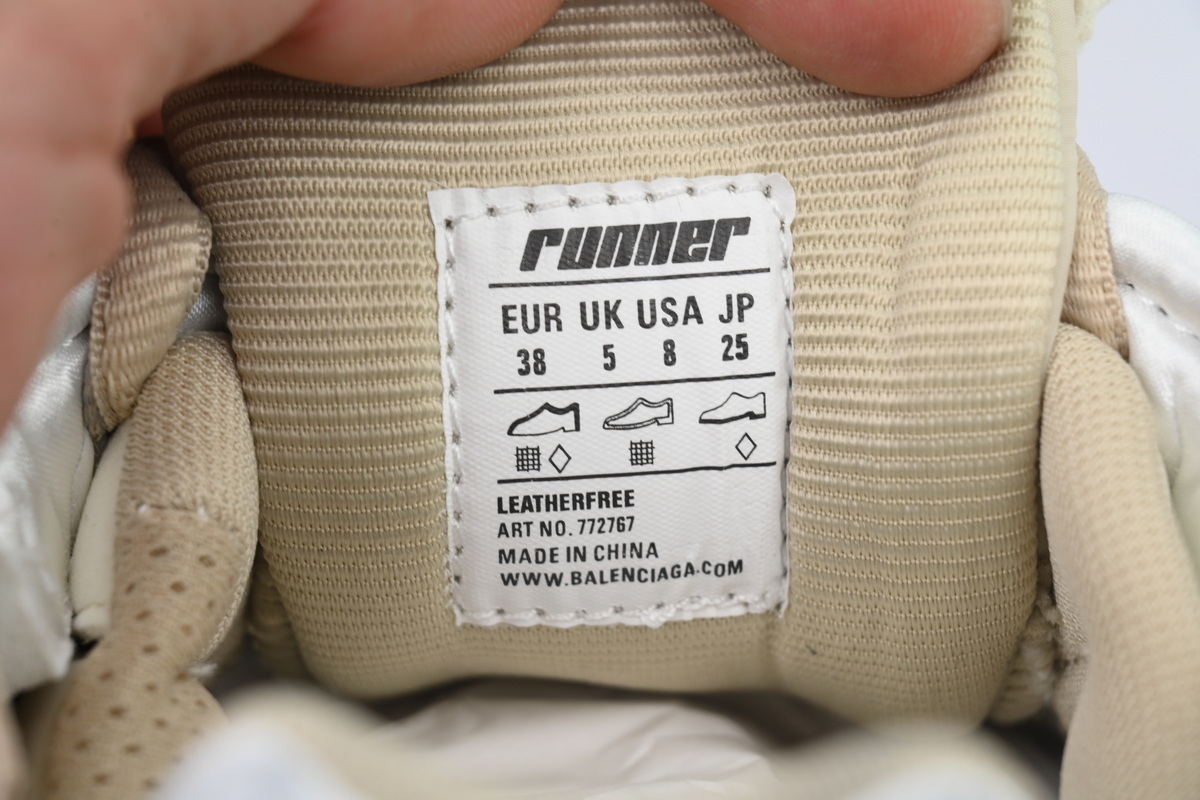 runner
EUR UK USA JP
38 5 8 25
LEATHERFREE
ART NO. 772767
MADE IN CHINA
WWW.BALENCIAGA.COM